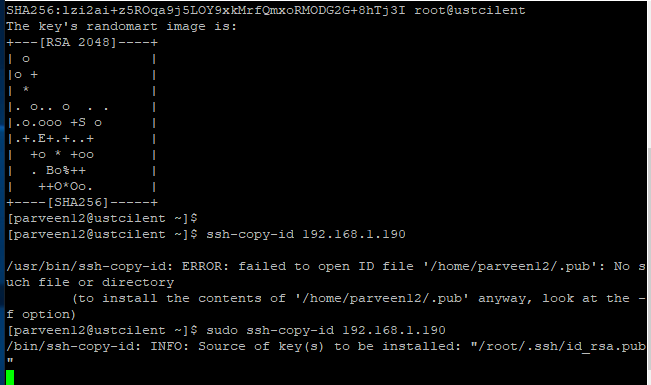 SHA256:lzi2ai+z5ROqa9j5LOY9xkMrfQmxoRMODG2G+8hTj3I root@ustcilent
The key's randomart image is:
+---[RSA 2048]----+
| o               |
|o +              |
| *               |
|. o.. o  . .     |
|.o.ooo +S o      |
|.+.E+.+..+       |
|  +o * +oo       |
|  . Bo%++        |
|   ++O*Oo.       |
+----[SHA256]-----+
[parveen12@ustcilent ~]$
[parveen12@ustcilent ~]$ ssh-copy-id 192.168.1.190
/usr/bin/ssh-copy-id: ERROR: failed to open ID file '/home/parveen12/.pub': No s
uch file or directory
        (to install the contents of '/home/parveen12/.pub' anyway, look at the -
f option)
[parveen12@ustcilent ~]$ sudo ssh-copy-id 192.168.1.190
/bin/ssh-copy-id: INFO: Source of key(s) to be installed: "/root/.ssh/id_rsa.pub
"